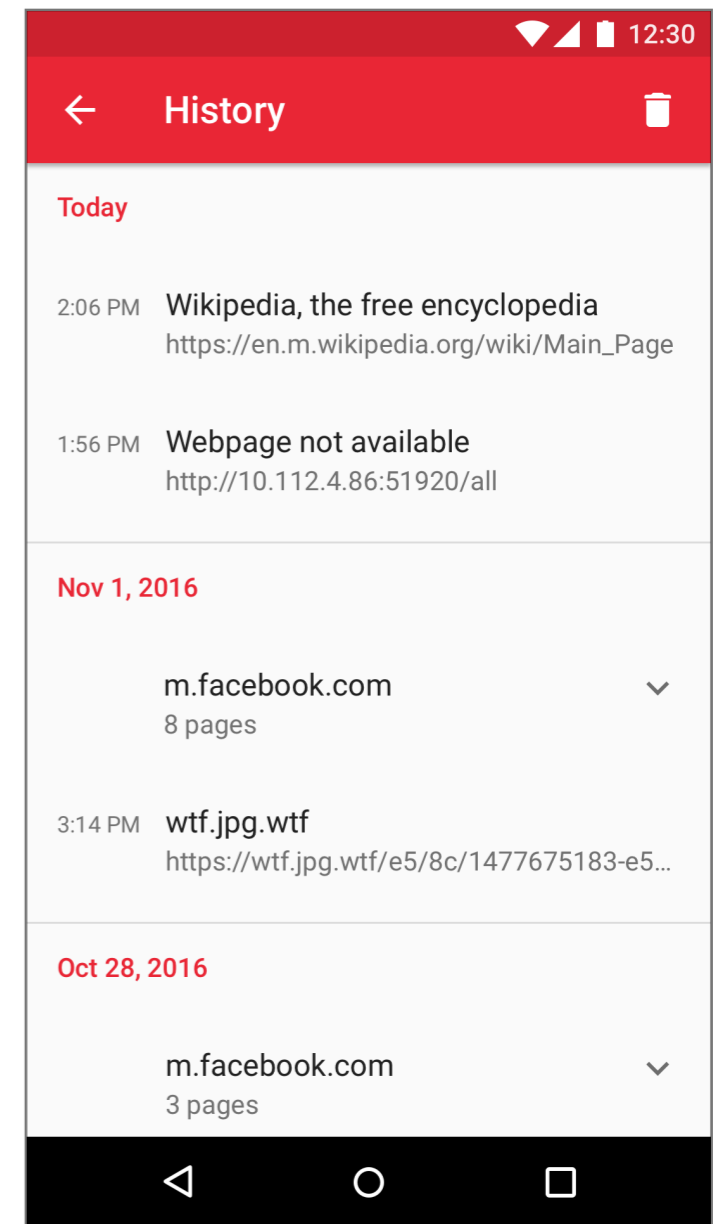 12:30
History
Today
2:06 PM Wikipedia, the free encyclopedia
https://en.m.wikipedia.org/wiki/Main_Page
1:56 PM Webpage not available
http://10.112.4.86:51920/all
Nov 1, 2016
m.facebook.com
8 pages
3:14 PM wtf.jpg.wtf
https://wtf.jpg.wtf/e5/8c/1477675183-e5…
Oct 28, 2016
m.facebook.com
3 pages